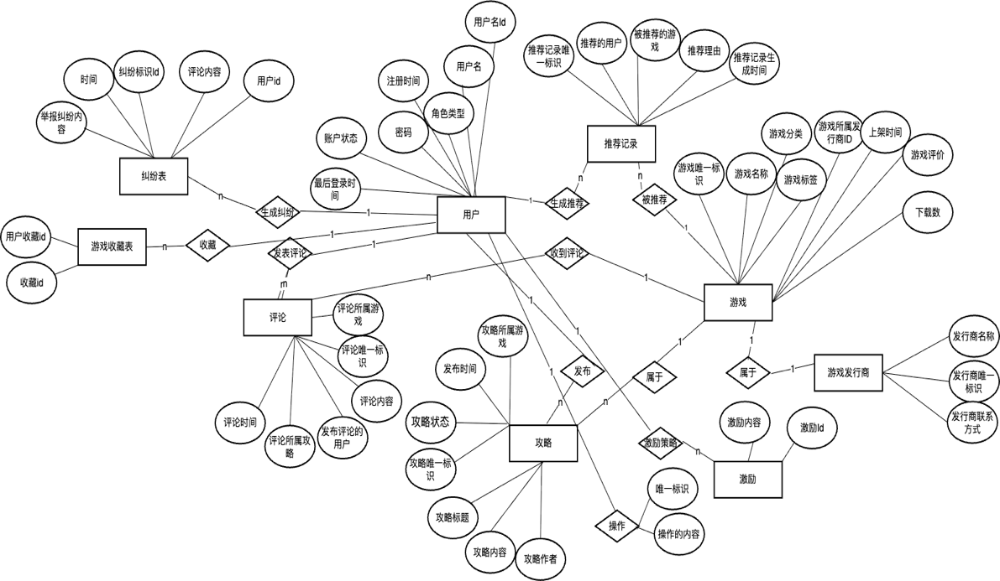 用户名Id
用户名
注册时间
角色类型
密码
账户状态
最后登录时
间
用户
时间
纠纷标识Id
评论内容
用户id
举报纠纷内
容
纠纷表
n
生成纠纷
1
推荐记录唯
一标识
推荐的用户
被推荐的游
戏
推荐理由
推荐记录生
成时间
推荐记录
n
1
生成推荐
n
被推荐
1
游戏唯一标
识
游戏名称
游戏分类
游戏标签
游戏所属发
行商ID
上架时间
游戏评价
下载数
游戏
用户收藏id
收藏id
游戏收藏表
n
收藏
1
发表评论
1
n
n
收到评论
1
评论
评论所属游
戏
评论唯一标
识
评论内容
评论时间
评论所属攻
略
发布评论的
用户
1
发布
n
1
属于
n
1
属于
1
游戏发行商
发行商名称
发行商唯一
标识
发行商联系
方式
攻略所属游
戏
发布时间
攻略状态
攻略唯一标
识
攻略标题
攻略内容
攻略作者
攻略
1
激励策略
n
激励内容
激励Id
激励
1
操作
唯一标识
操作的内容